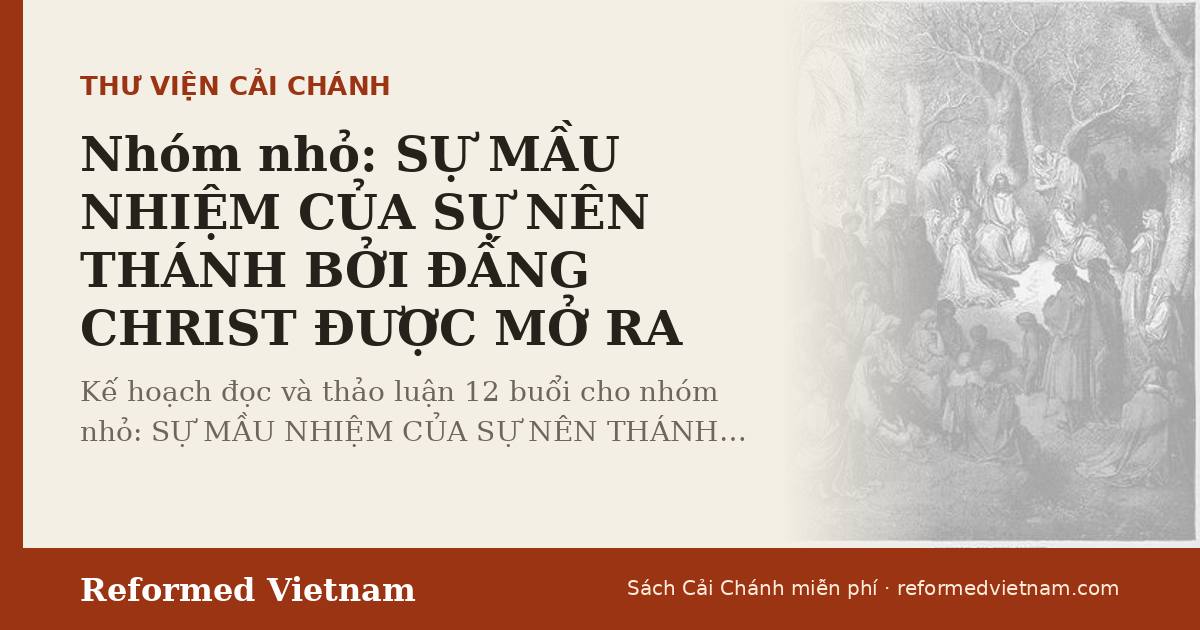 THƯ VIỆN CẢI CHÁNH
Nhóm nhỏ: SỰ MẦU
NHIỆM CỦA SỰ NÊN
THÁNH BỞI ĐẤNG
CHRIST ĐƯỢC MỞ RA
Kế hoạch đọc và thảo luận 12 buổi cho nhóm
nhỏ: SỰ MẦU NHIỆM CỦA SỰ NÊN THÁNH...
Reformed Vietnam
Sách Cải Chánh miễn phí · reformedvietnam.com